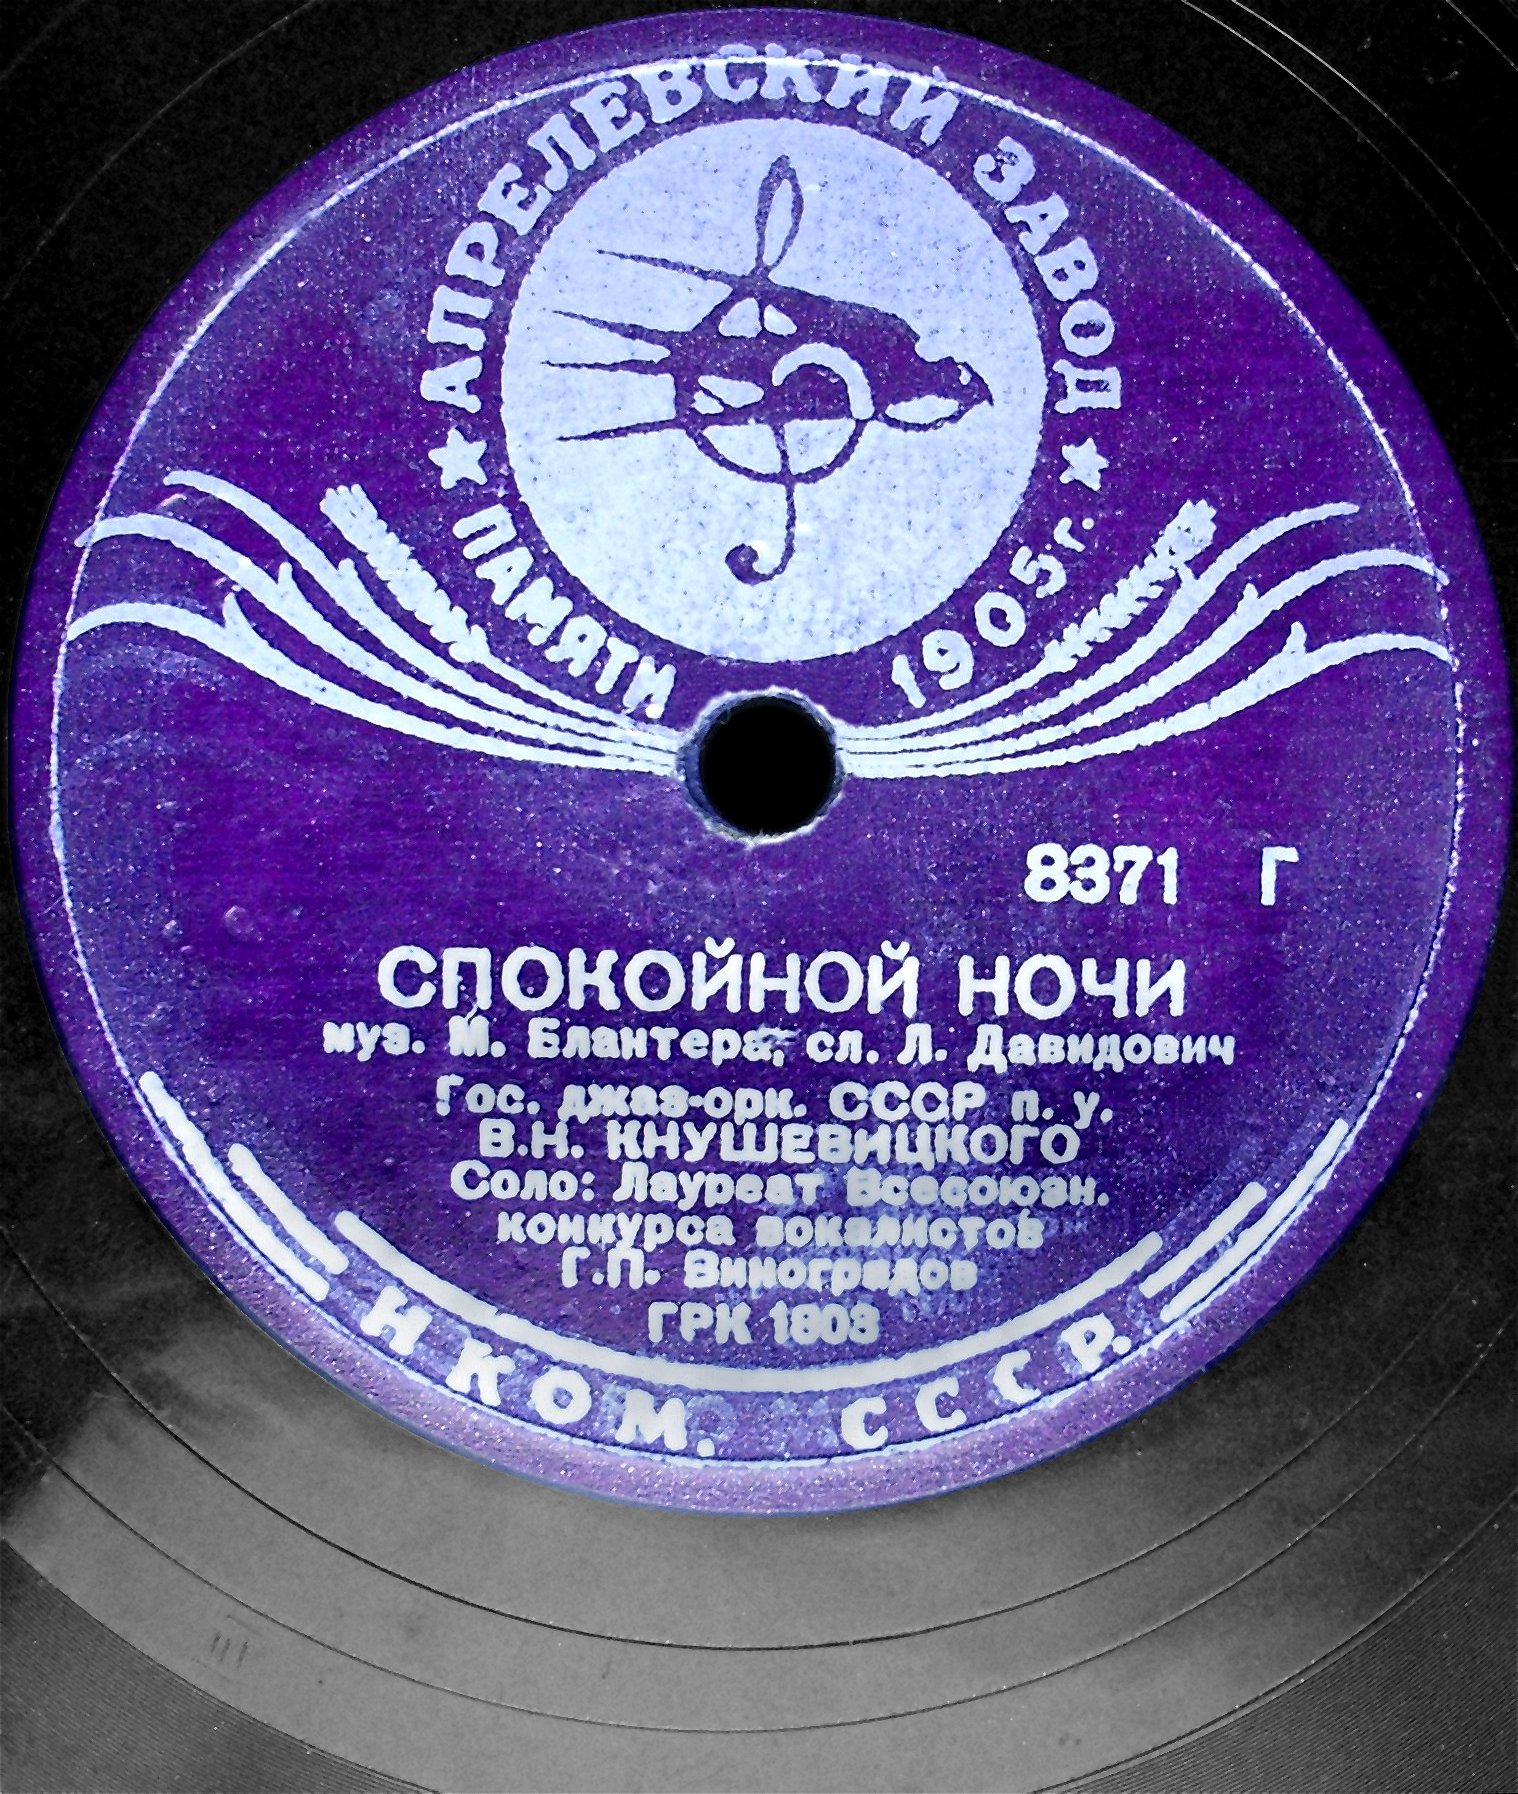 АПРЕЛЕВСКИЙ ЗАВОД
ПАМЯТИ 1905 г.
8371 Г
СПОКОЙНОЙ НОЧИ
муз. М. Блантера, сл. Л. Давидович
Гос. джаз-орк. СССР п. у.
В.Н. КНУШЕВИЦКОГО
Соло: Лауреат Всесоюзн.
конкурса вокалистов
Г.П. Виноградов
ГРК 1803
НКОМ. СССР.